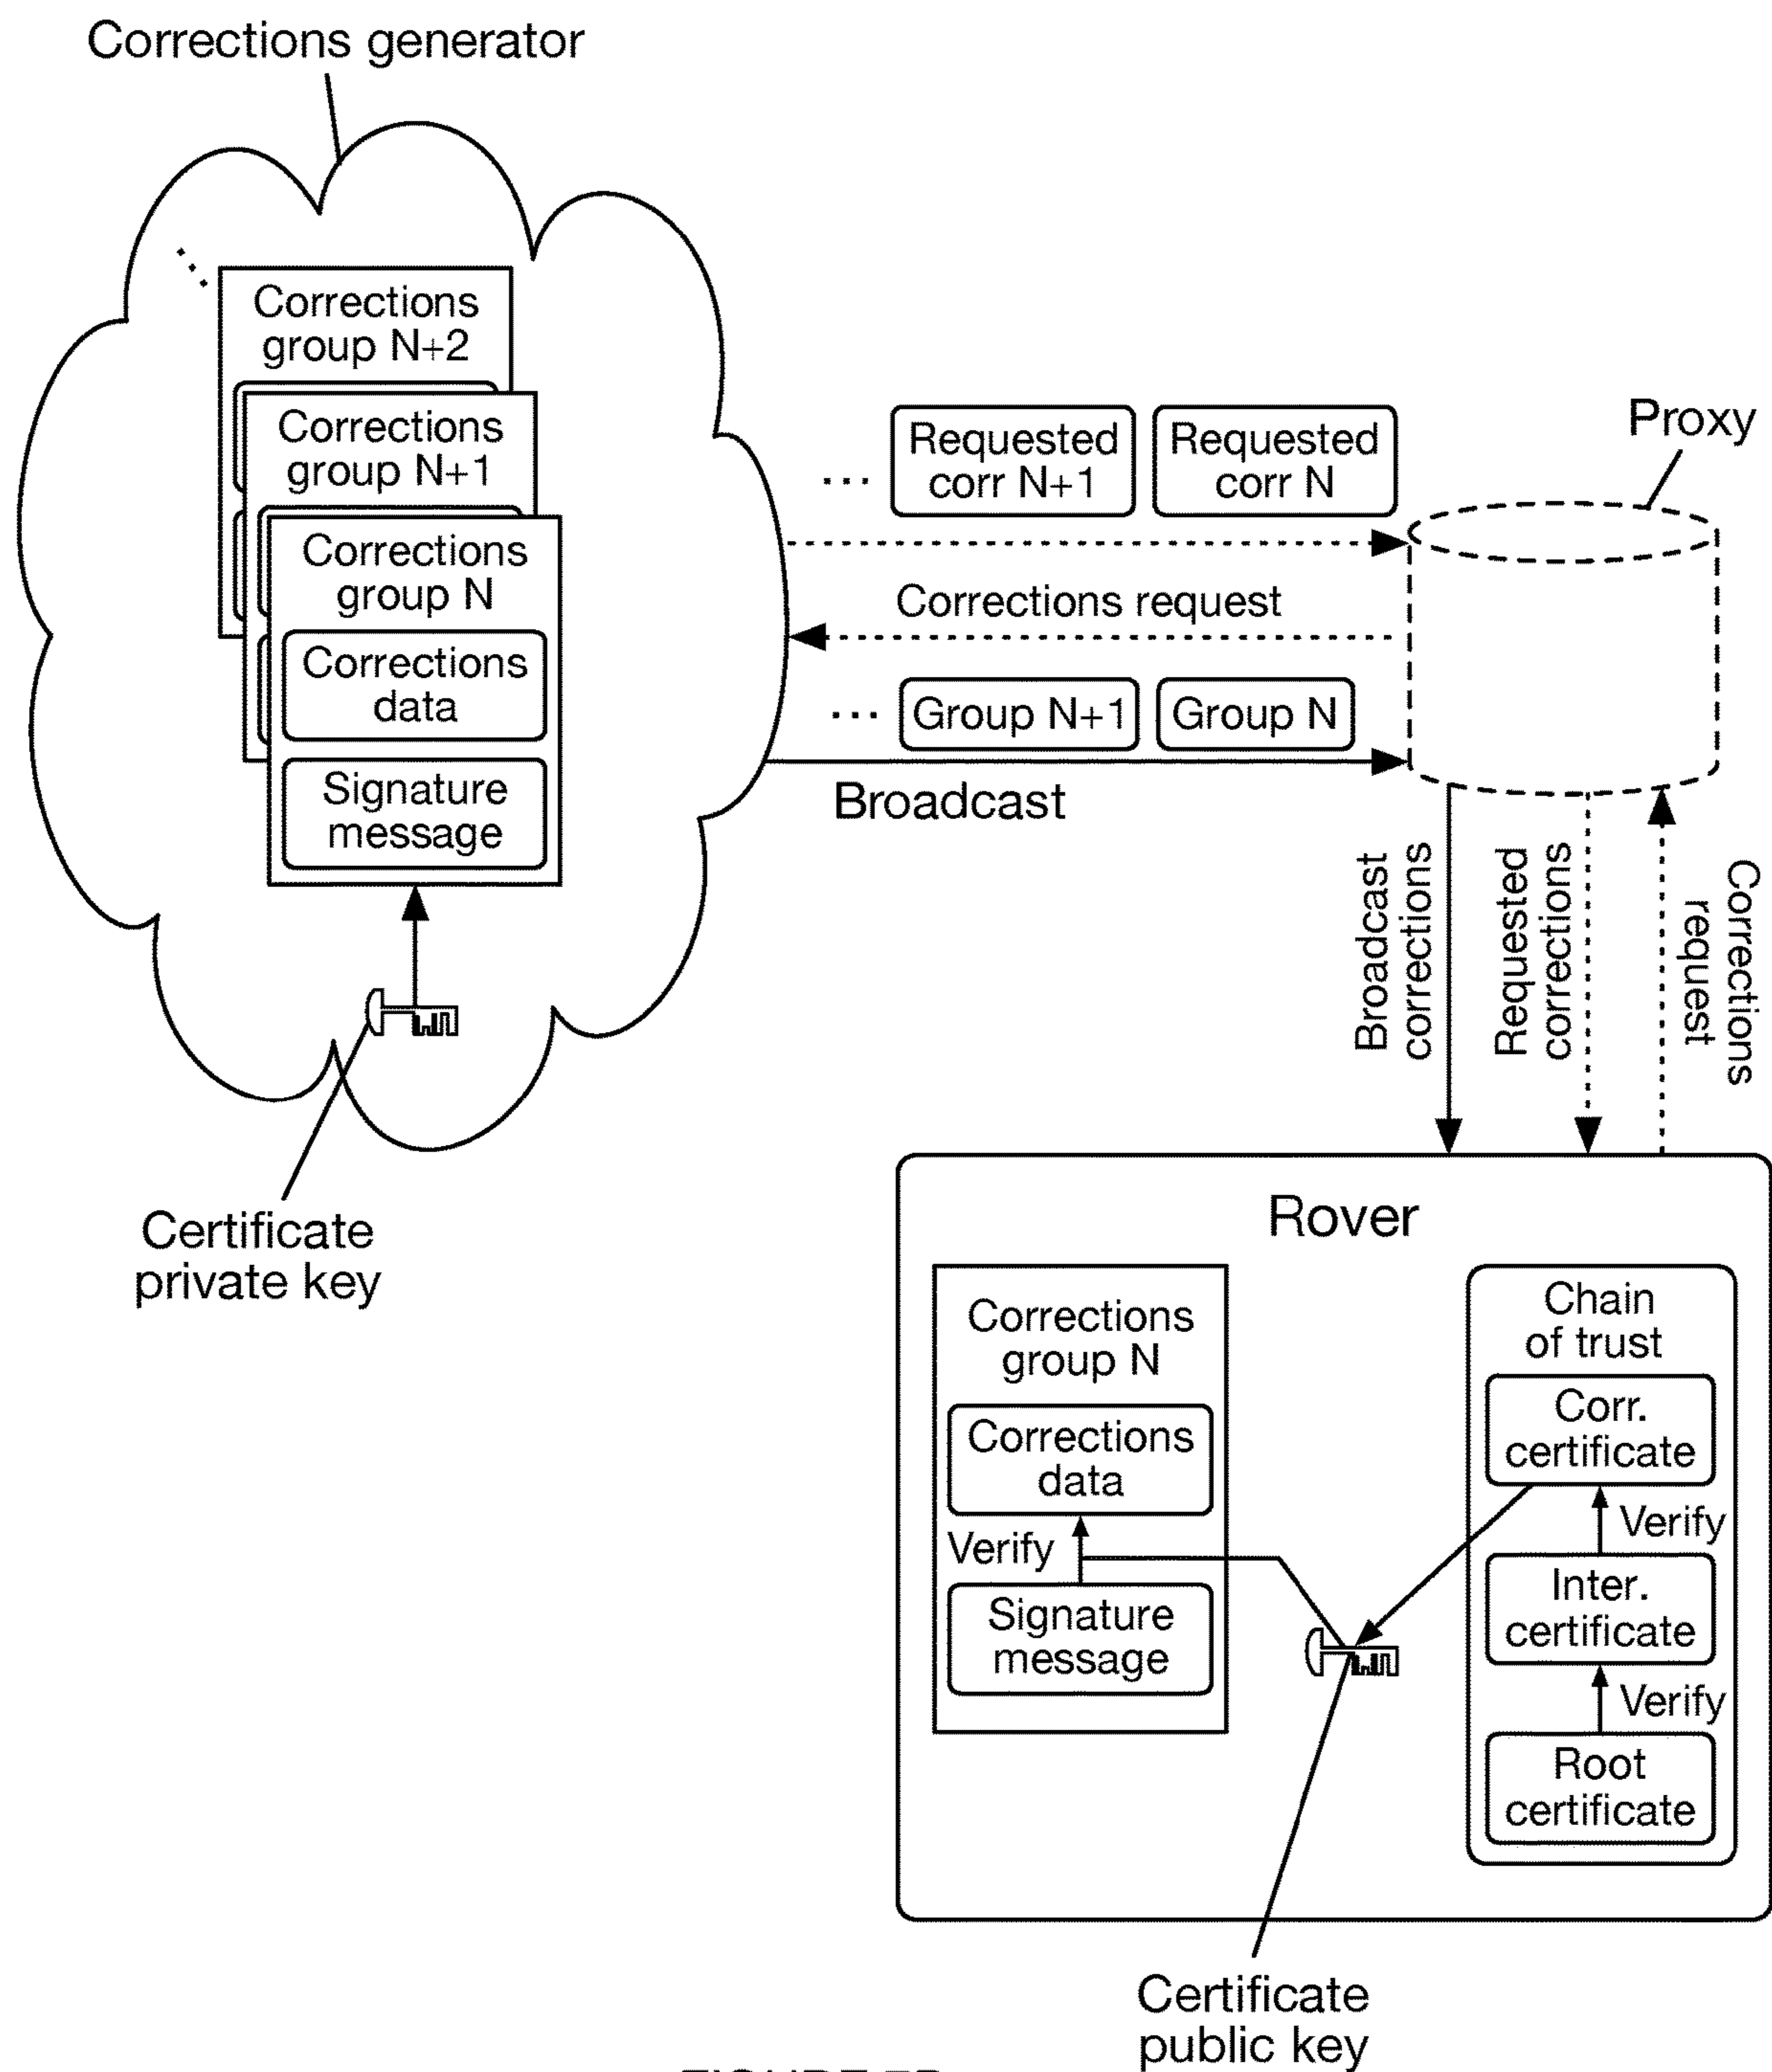 Corrections generator
Corrections
group N+2
Corrections
group N+1
Corrections
group N
Corrections
data
Signature
message
Certificate
private key
... Requested
corr N+1
Requested
corr N
Proxy
Corrections request
... Group N+1 Group N
Broadcast
Broadcast
corrections
Requested
corrections
Corrections
request
Rover
Corrections
group N
Corrections
data
Verify
Signature
message
Chain
of trust
Corr.
certificate
Verify
Inter.
certificate
Verify
Root
certificate
Certificate
public key